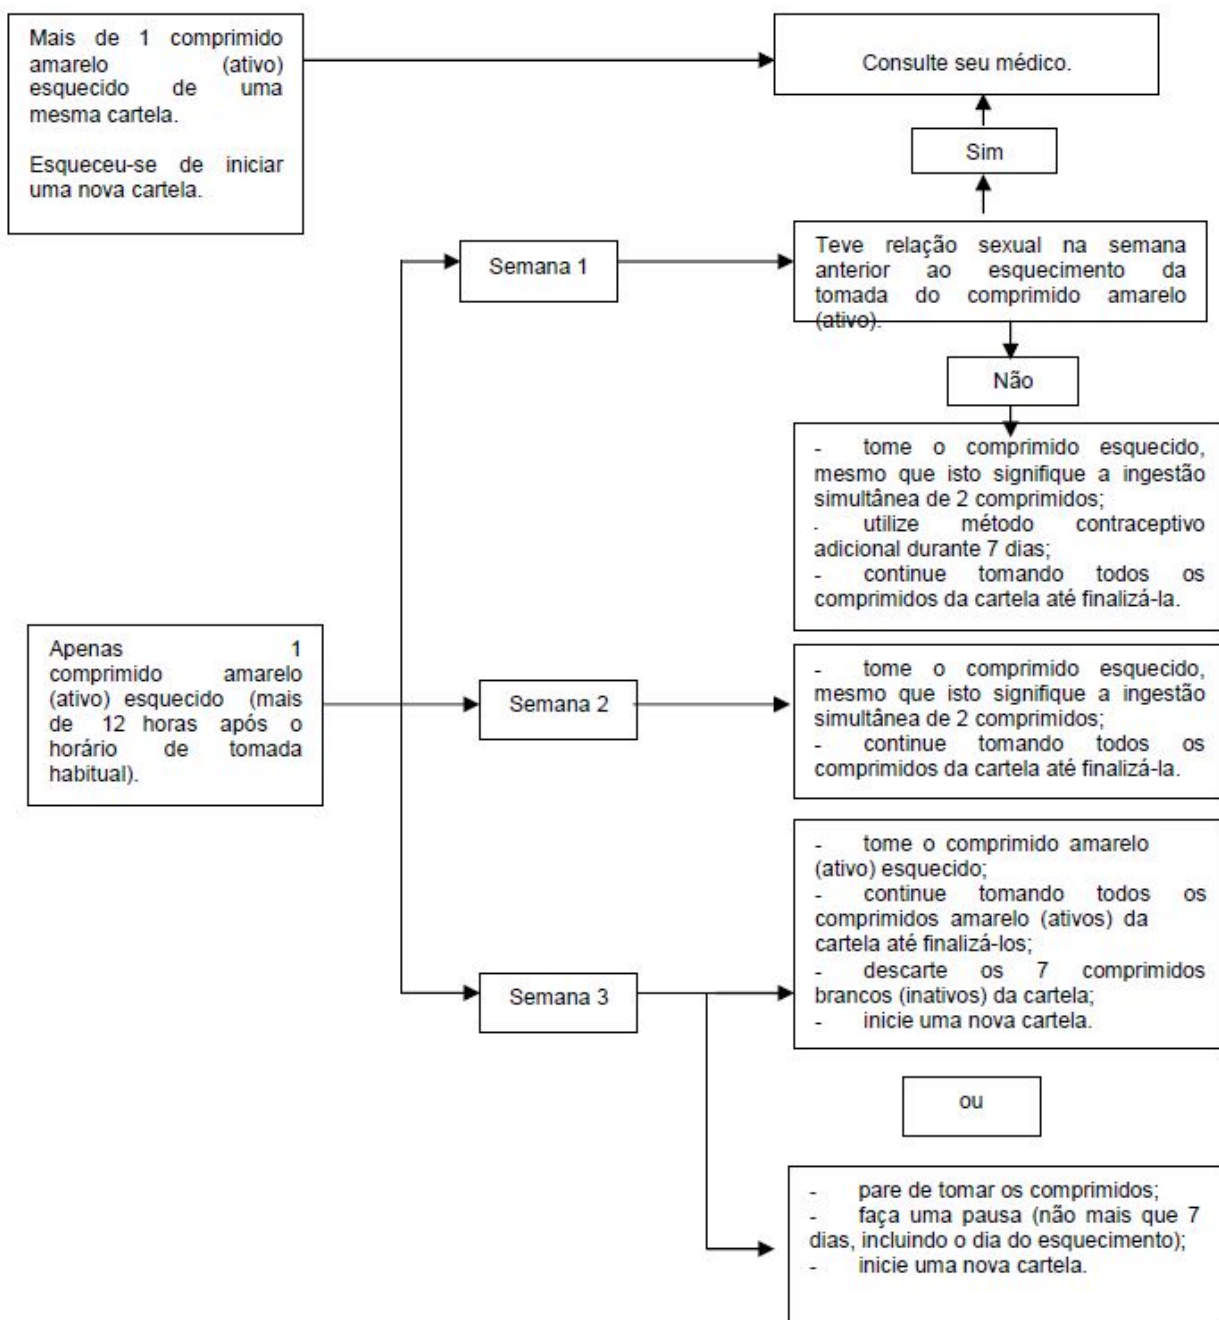 Mais de 1 comprimido
amarelo (ativo)
esquecido de uma
mesma cartela.
Esqueceu-se de iniciar
uma nova cartela.
Consulte seu médico.
Sim
Semana 1
Teve relação sexual na semana
anterior ao esquecimento da
tomada do comprimido amarelo
(ativo).
Não
- tome o comprimido esquecido,
mesmo que isto signifique a ingestão
simultânea de 2 comprimidos;
- utilize método contraceptivo
adicional durante 7 dias;
- continue tomando todos os
comprimidos da cartela até finalizá-la.
Apenas 1
comprimido amarelo
(ativo) esquecido (mais
de 12 horas após o
horário de tomada
habitual).
Semana 2
- tome o comprimido esquecido,
mesmo que isto signifique a ingestão
simultânea de 2 comprimidos;
- continue tomando todos os
comprimidos da cartela até finalizá-la.
Semana 3
- tome o comprimido amarelo
(ativo) esquecido;
- continue tomando todos os
comprimidos amarelo (ativos) da
cartela até finalizá-los;
- descarte os 7 comprimidos
brancos (inativos) da cartela;
- inicie uma nova cartela.
ou
- pare de tomar os comprimidos;
- faça uma pausa (não mais que 7
dias, incluindo o dia do esquecimento);
- inicie uma nova cartela.